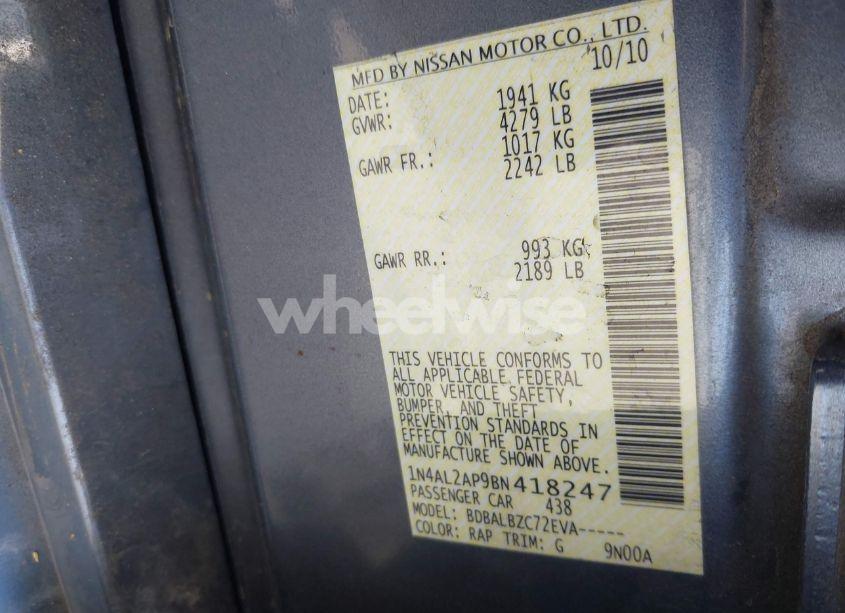 MFD BY NISSAN MOTOR CO., LTD.
DATE: 10/10
GVWR: 1941 KG
4279 LB
GAWR FR.: 1017 KG
2242 LB
GAWR RR.: 993 KG
2189 LB
wheelwise
THIS VEHICLE CONFORMS TO
ALL APPLICABLE FEDERAL
MOTOR VEHICLE SAFETY,
BUMPER, AND THEFT
PREVENTION STANDARDS IN
EFFECT ON THE DATE OF
MANUFACTURE SHOWN ABOVE.
1N4AL2AP9BN418247
PASSENGER CAR 438
MODEL: BDBALBZC72EVA-----
COLOR: RAP TRIM: G 9N00A